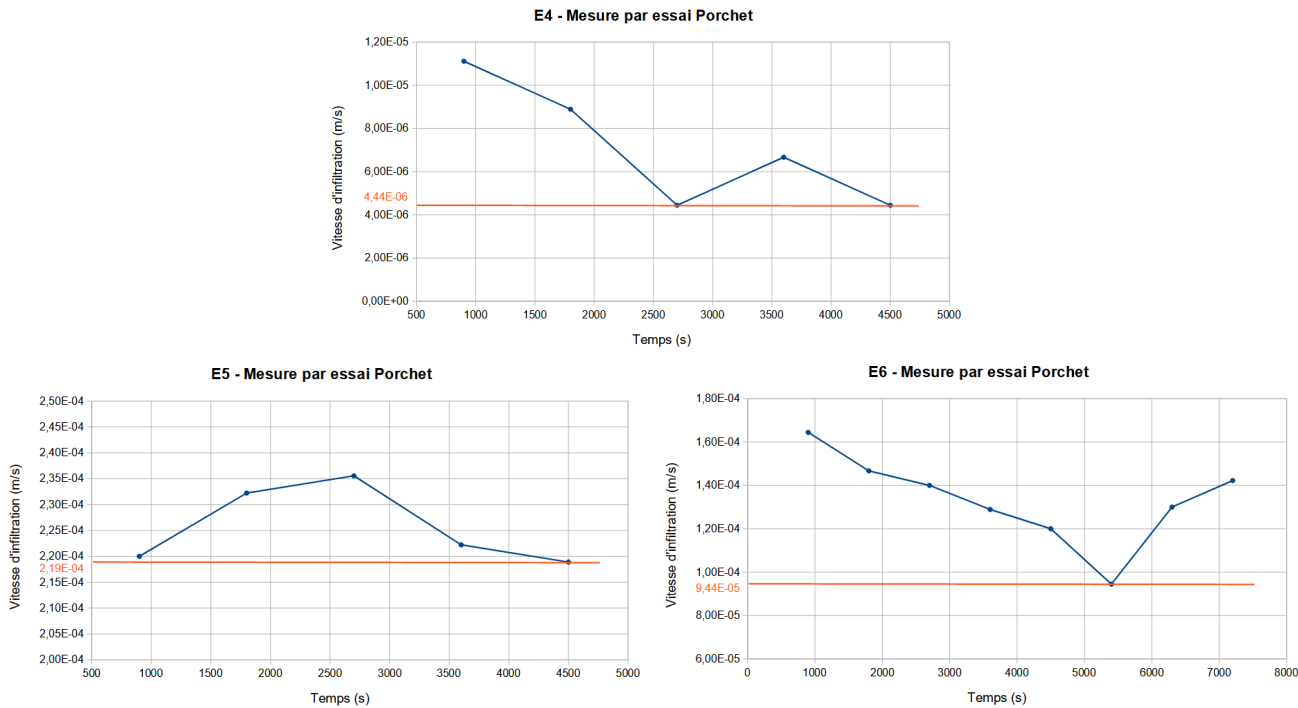 E4 - Mesure par essai Porchet
1,20E-05
1,00E-05
8,00E-06
6,00E-06
4,44E-06
4,00E-06
2,00E-06
0,00E+00
Vitesse d'infiltration (m/s)
500 1000 1500 2000 2500 3000 3500 4000 4500 5000
Temps (s)
E5 - Mesure par essai Porchet
2,50E-04
2,45E-04
2,40E-04
2,35E-04
2,30E-04
2,25E-04
2,20E-04
2,19E-04
2,15E-04
2,10E-04
2,05E-04
2,00E-04
Vitesse d'infiltration (m/s)
500 1000 1500 2000 2500 3000 3500 4000 4500 5000
Temps (s)
E6 - Mesure par essai Porchet
1,80E-04
1,60E-04
1,40E-04
1,20E-04
1,00E-04
9,44E-05
8,00E-05
6,00E-05
Vitesse d'infiltration (m/s)
0 1000 2000 3000 4000 5000 6000 7000 8000
Temps (s)